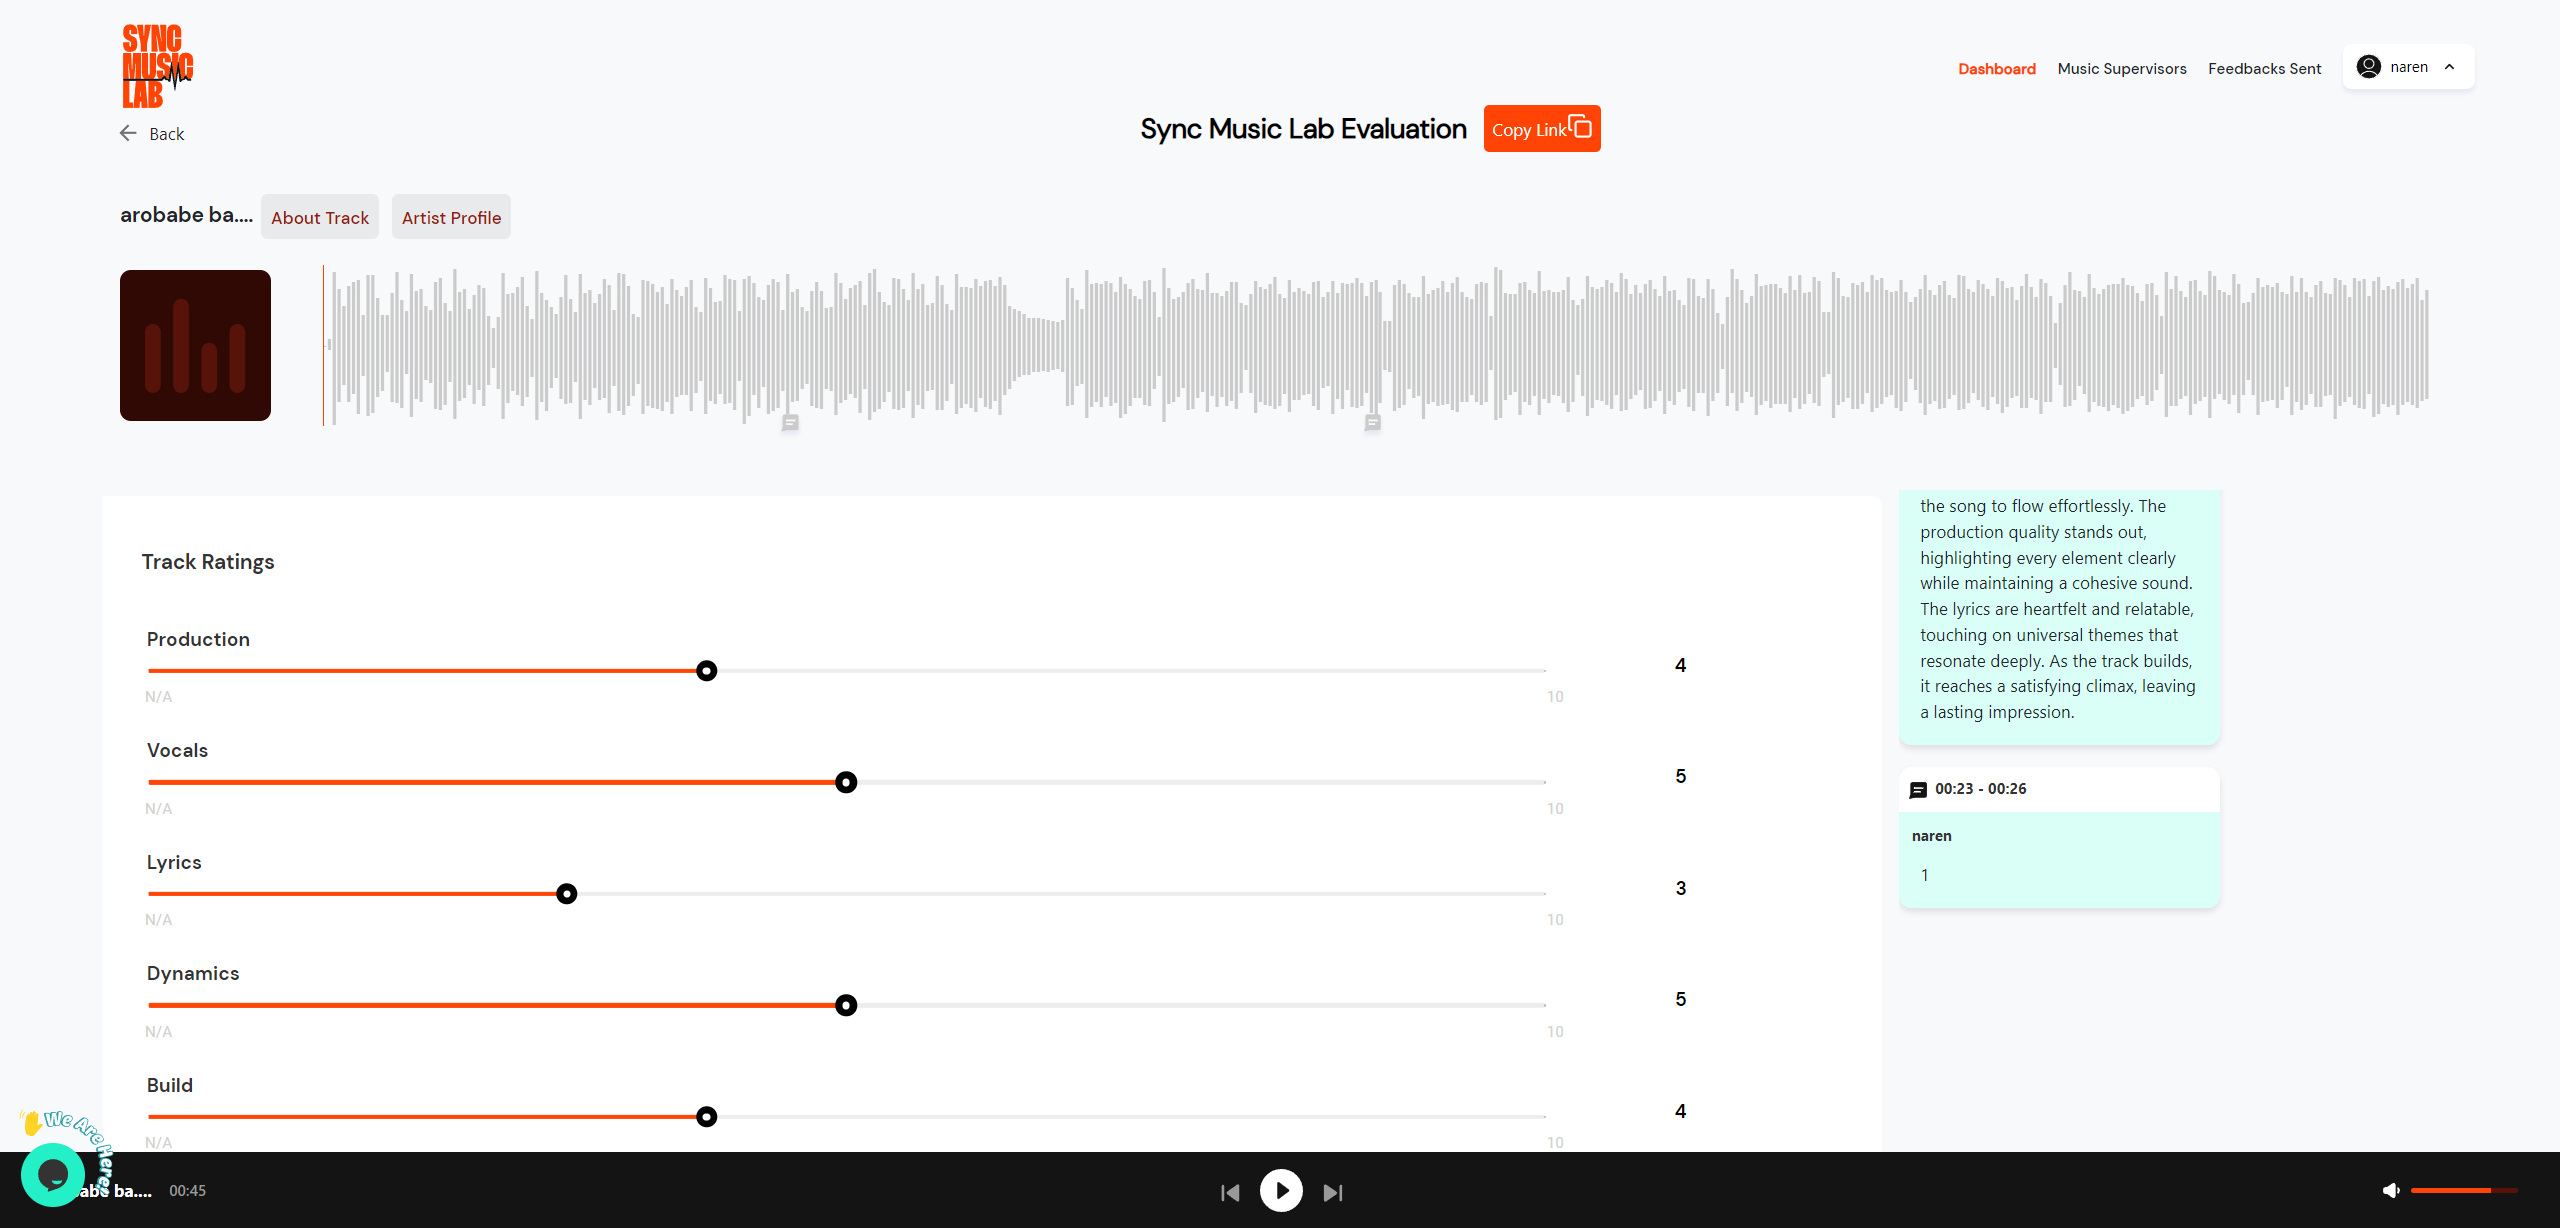 SYNC
MUSIC
LAB
Dashboard
Music Supervisors
Feedbacks Sent
naren
Back
Sync Music Lab Evaluation
Copy Link
arobabe ba....
About Track
Artist Profile
Track Ratings
Production
4
N/A
10
Vocals
5
N/A
10
Lyrics
3
N/A
10
Dynamics
5
N/A
10
Build
4
N/A
10
the song to flow effortlessly. The
production quality stands out,
highlighting every element clearly
while maintaining a cohesive sound.
The lyrics are heartfelt and relatable,
touching on universal themes that
resonate deeply. As the track builds,
it reaches a satisfying climax, leaving
a lasting impression.
00:23 - 00:26
naren
1
We Are Here!
ba....
00:45